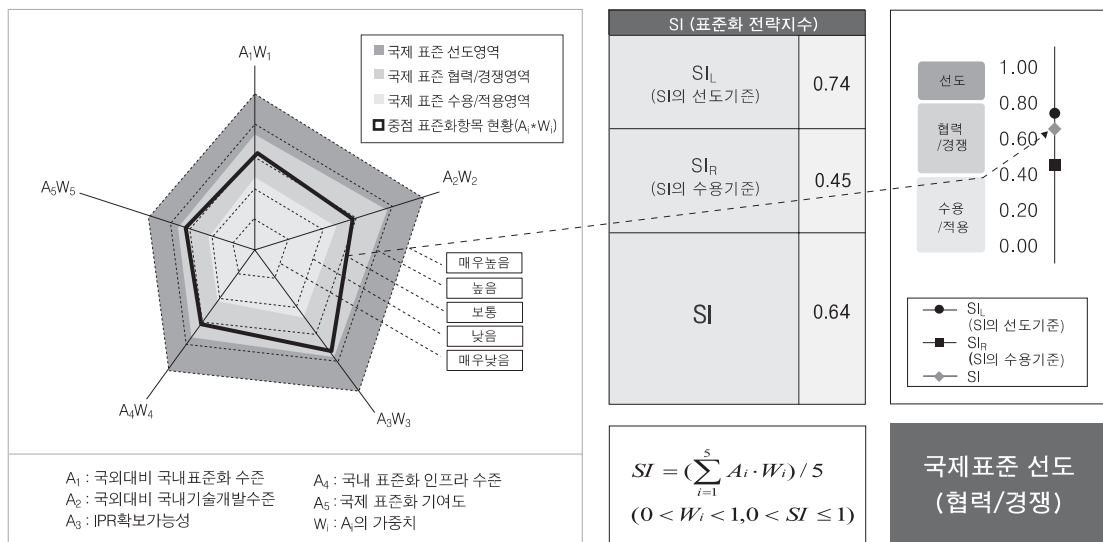 A₁W₁
국제 표준 선도영역
국제 표준 협력/경쟁영역
국제 표준 수용/적용영역
중점 표준화항목 현황(Aᵢ*Wᵢ)
A₅W₅
A₂W₂
매우높음
높음
보통
낮음
매우낮음
A₄W₄
A₃W₃
A₁ : 국외대비 국내표준화 수준
A₂ : 국외대비 국내기술개발수준
A₃ : IPR확보가능성
A₄ : 국내 표준화 인프라 수준
A₅ : 국제 표준화 기여도
Wᵢ : Aᵢ의 가중치
SI (표준화 전략지수)
SI_L
(SI의 선도기준)
0.74
SI_R
(SI의 수용기준)
0.45
SI
0.64
SI = (∑ᵢ₌₁⁵ Aᵢ · Wᵢ) / 5
(0 < Wᵢ < 1,0 < SI ≤ 1)
선도
협력
/경쟁
수용
/적용
1.00
0.80
0.60
0.40
0.20
0.00
SI_L
(SI의 선도기준)
SI_R
(SI의 수용기준)
SI
국제표준 선도
(협력/경쟁)